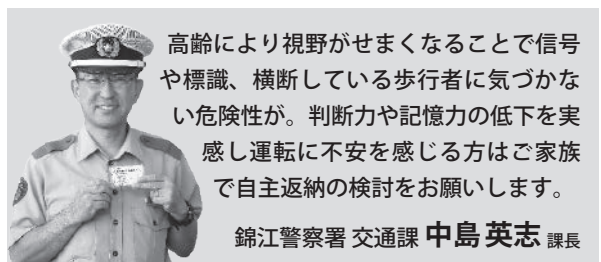 高齢により視野がせまくなることで信号
や標識、横断している歩行者に気づかな
い危険性が。判断力や記憶力の低下を実
感し運転に不安を感じる方はご家族
で自主返納の検討をお願いします。
錦江警察署 交通課 中島 英志 課長